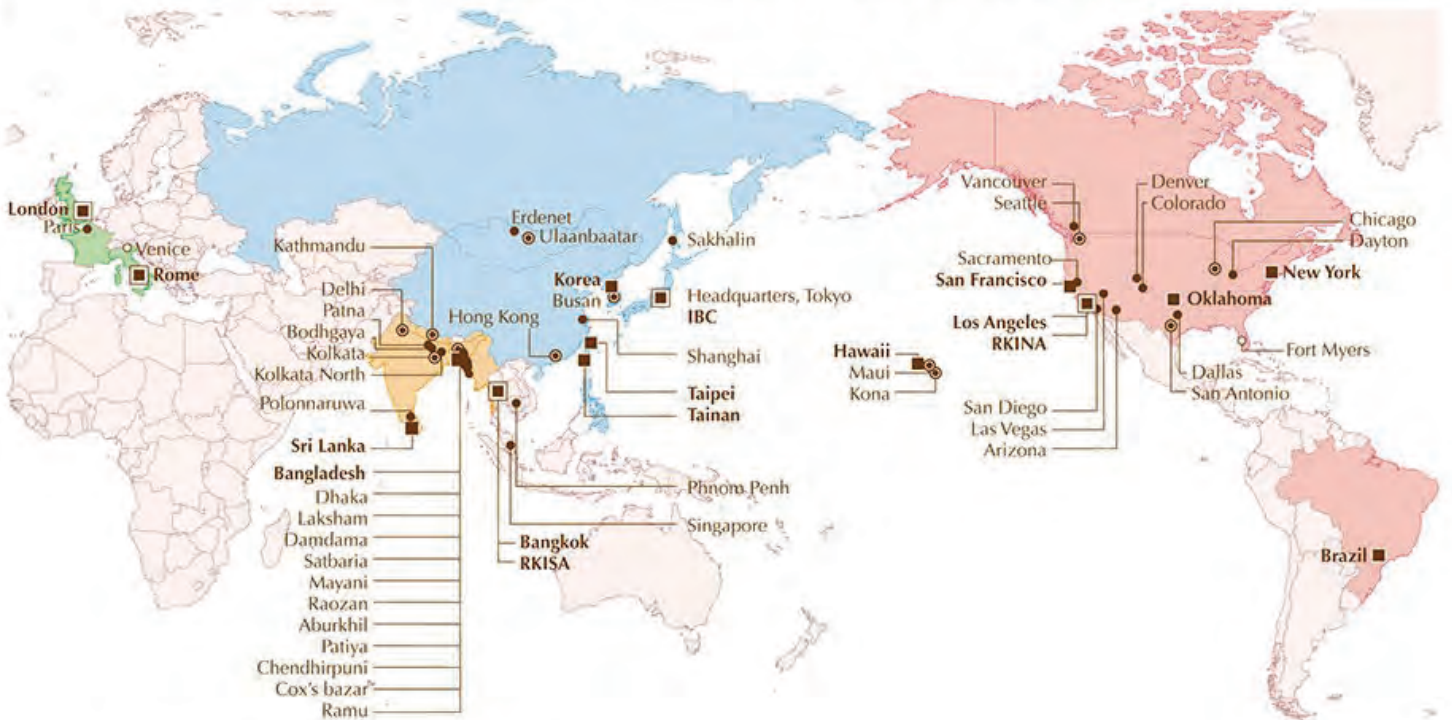 London
Paris
Venice
Rome
Kathmandu
Delhi
Patna
Bodhgaya
Kolkata
Kolkata North
Polonnaruwa
Sri Lanka
Bangladesh
Dhaka
Laksham
Damdama
Satbaria
Mayani
Raozan
Aburkhil
Patiya
Chendhirpuni
Cox's bazar
Ramu
Erdenet
Ulaanbaatar
Sakhalin
Korea
Busan
Headquarters, Tokyo
IBC
Hong Kong
Shanghai
Taipei
Tainan
Phnom Penh
Singapore
Bangkok
RKISA
Hawaii
Maui
Kona
Vancouver
Seattle
Sacramento
San Francisco
Los Angeles
RKINA
San Diego
Las Vegas
Arizona
Denver
Colorado
Chicago
Dayton
New York
Oklahoma
Fort Myers
Dallas
San Antonio
Brazil